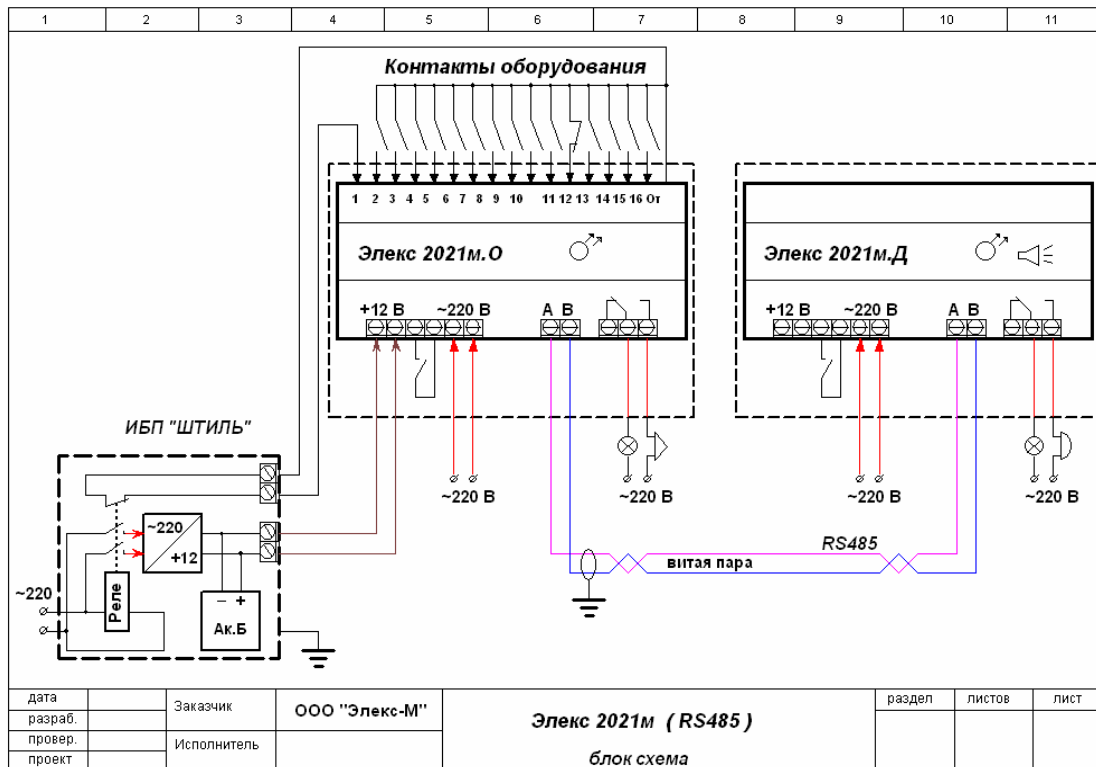 1 2 3 4 5 6 7 8 9 10 11
Контакты оборудования
1 2 3 4 5 6 7 8 9 10 11 12 13 14 15 16 От
Элекс 2021м.О
Элекс 2021м.Д
+12 В ~220 В А В
+12 В ~220 В А В
ИБП "ШТИЛЬ"
~220 В
~220 В
~220 В
~220 В
~220
+12
RS485
витая пара
~220
Реле
– +
Ак.Б
дата
разраб.
провер.
проект
Заказчик
Исполнитель
ООО "Элекс-М"
Элекс 2021м ( RS485 )
блок схема
раздел
листов
лист